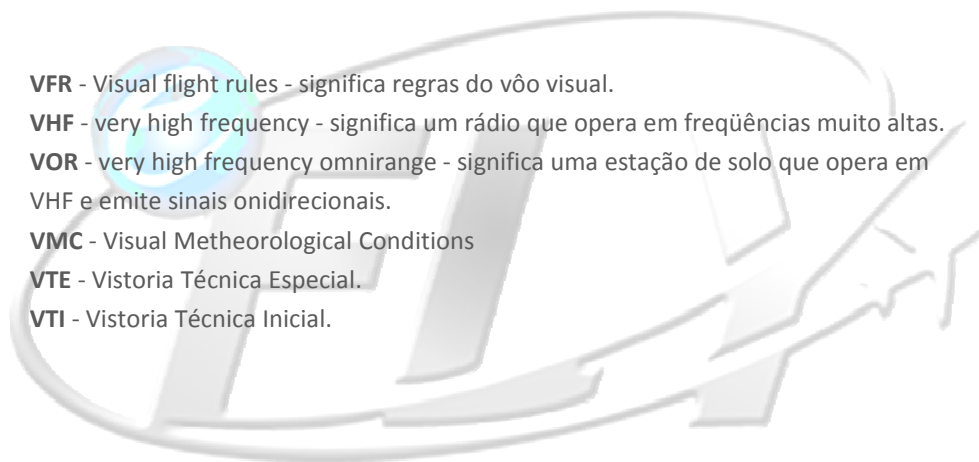 VFR - Visual flight rules - significa regras do vôo visual.
VHF - very high frequency - significa um rádio que opera em freqüências muito altas.
VOR - very high frequency omnirange - significa uma estação de solo que opera em
VHF e emite sinais onidirecionais.
VMC - Visual Metheorological Conditions
VTE - Vistoria Técnica Especial.
VTI - Vistoria Técnica Inicial.
FLY